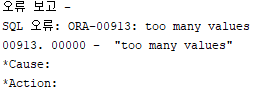 오류 보고 -
SQL 오류: ORA-00913: too many values
00913. 00000 -  "too many values"
*Cause:
*Action: